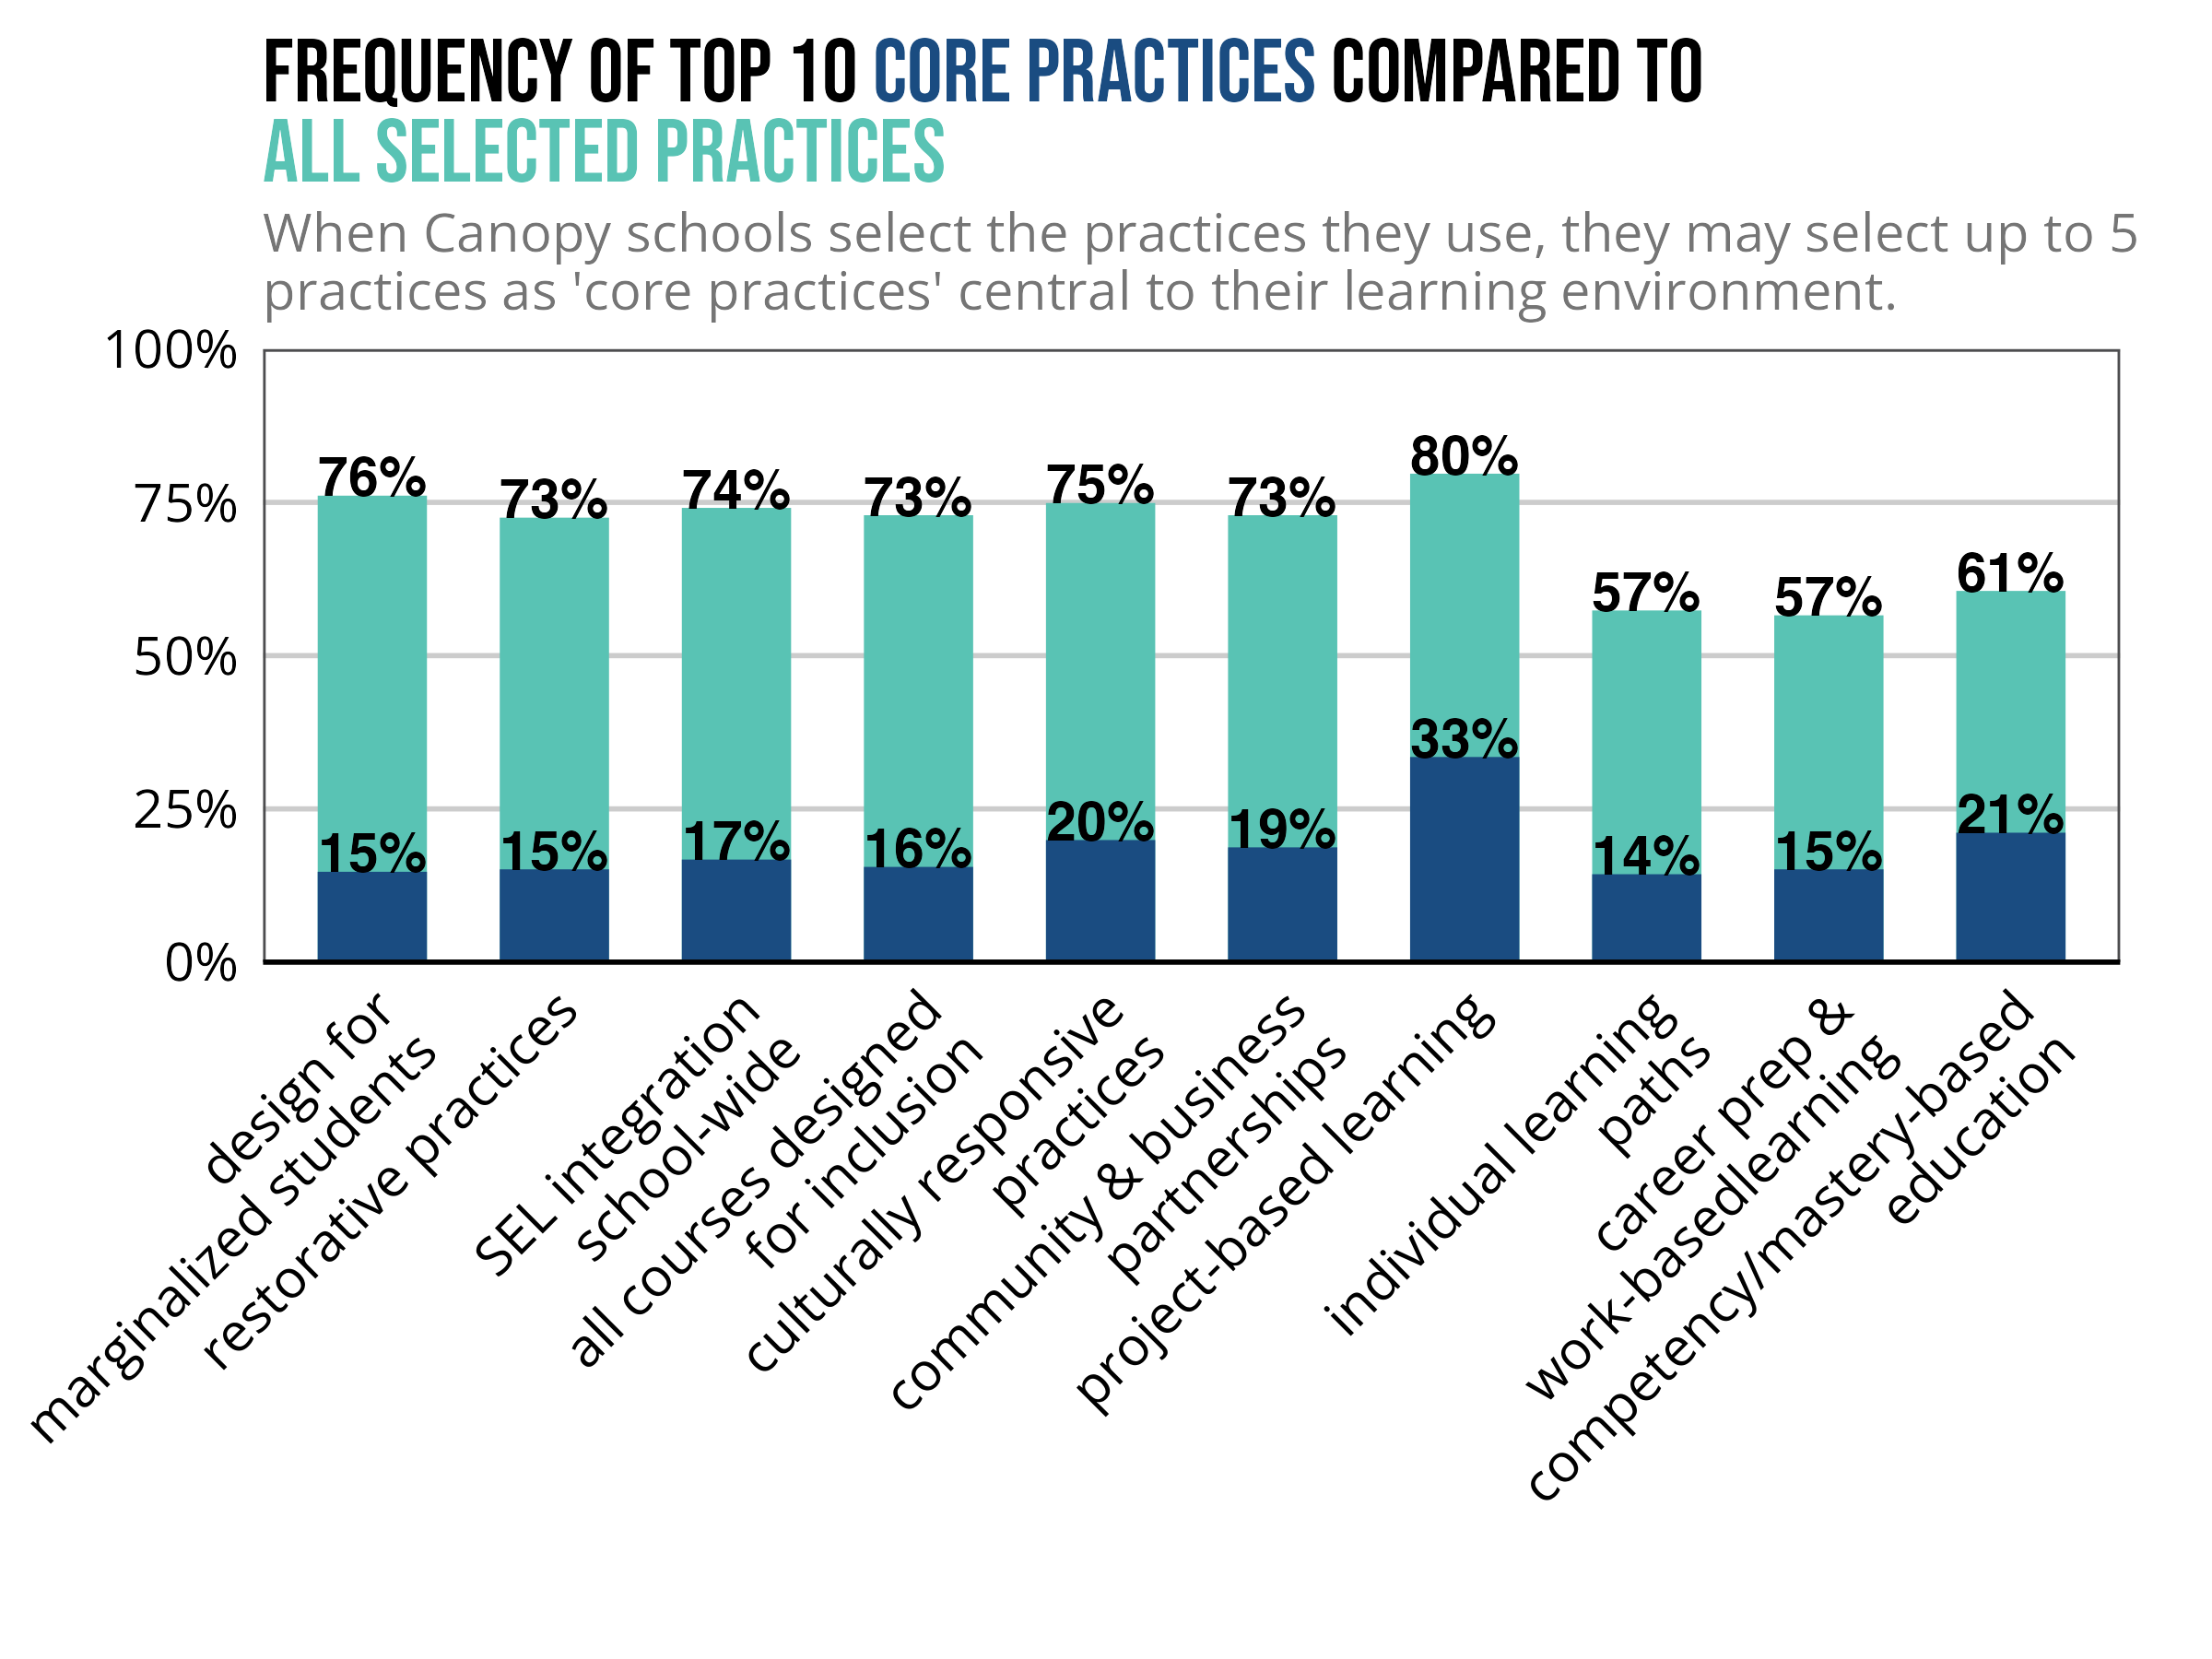 FREQUENCY OF TOP 10 CORE PRACTICES COMPARED TO
ALL SELECTED PRACTICES
When Canopy schools select the practices they use, they may select up to 5
practices as 'core practices' central to their learning environment.
100%
75%
50%
25%
0%
76%
73%
74%
73%
75%
73%
80%
57%
57%
61%
15%
15%
17%
16%
20%
19%
33%
14%
15%
21%
design for
marginalized students
restorative practices
SEL integration
school-wide
all courses designed
for inclusion
culturally responsive
practices
community & business
partnerships
project-based learning
individual learning
paths
career prep &
work-basedlearning
competency/mastery-based
education